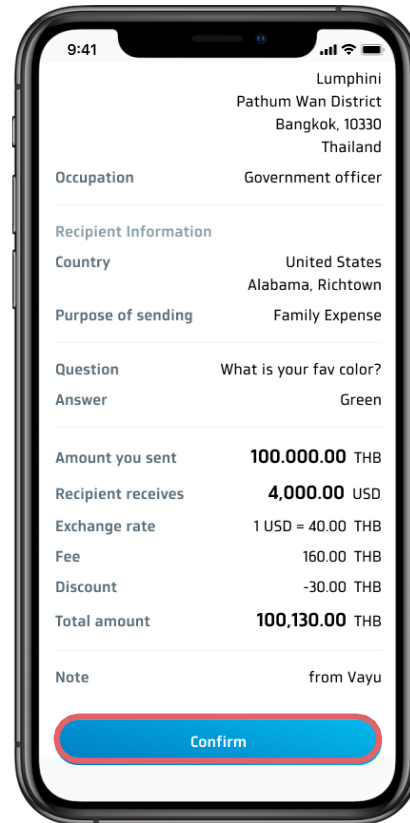 9:41
Lumphini
Pathum Wan District
Bangkok, 10330
Thailand
Occupation Government officer
Recipient Information
Country United States
Alabama, Richtown
Purpose of sending Family Expense
Question What is your fav color?
Answer Green
Amount you sent 100.000.00 THB
Recipient receives 4,000.00 USD
Exchange rate 1 USD = 40.00 THB
Fee 160.00 THB
Discount -30.00 THB
Total amount 100,130.00 THB
Note from Vayu
Confirm